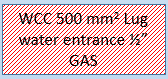 WCC 500 mm² Lug
water entrance ½”
GAS